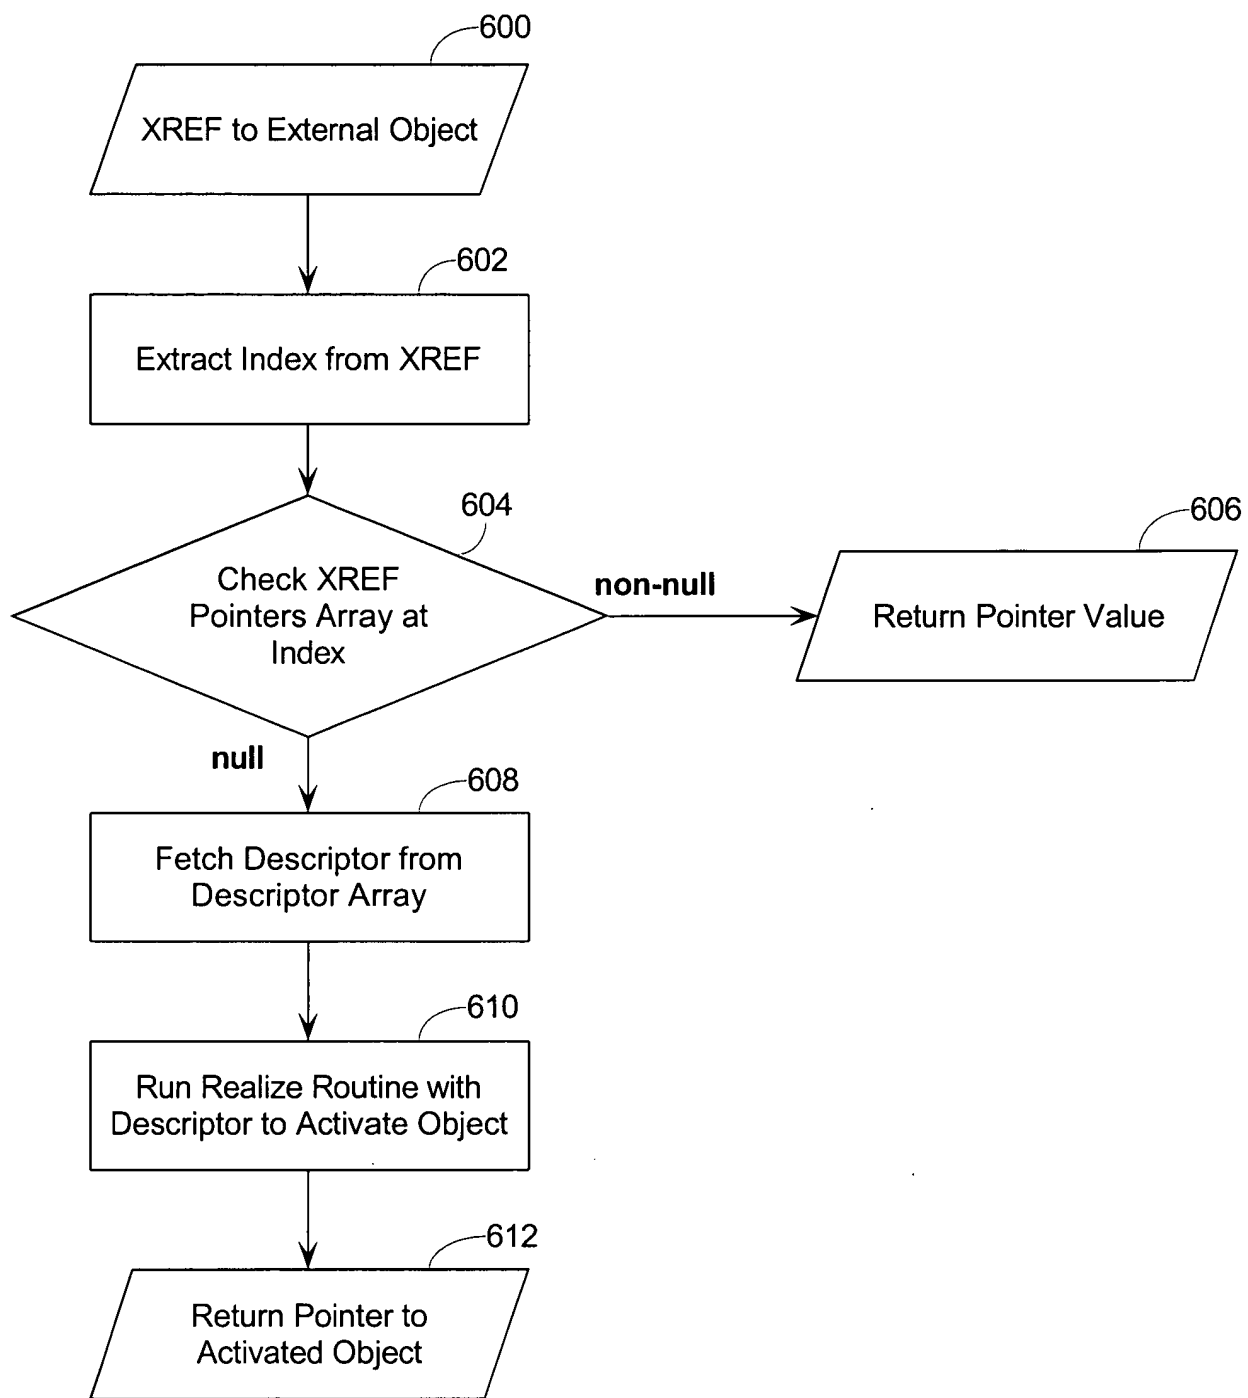 600
XREF to External Object
602
Extract Index from XREF
604
Check XREF
Pointers Array at
Index
non-null
606
Return Pointer Value
null
608
Fetch Descriptor from
Descriptor Array
610
Run Realize Routine with
Descriptor to Activate Object
612
Return Pointer to
Activated Object